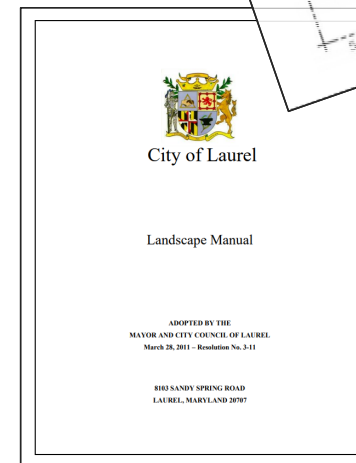 City of Laurel
Landscape Manual
ADOPTED BY THE
MAYOR AND CITY COUNCIL OF LAUREL
March 28, 2011 – Resolution No. 3-11
8103 SANDY SPRING ROAD
LAUREL, MARYLAND 20707